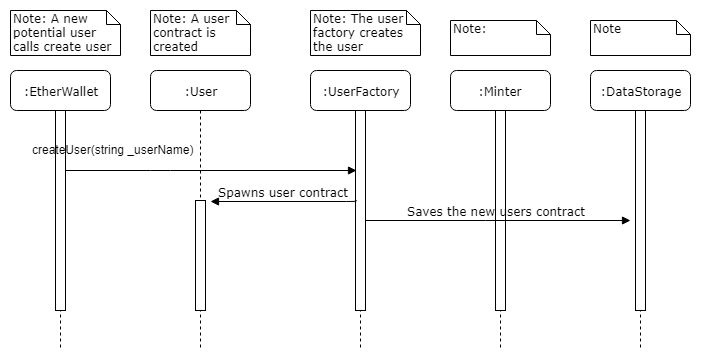 Note: A new
potential user
calls create user
Note: A user
contract is
created
Note: The user
factory creates
the user
Note:
Note
:EtherWallet
:User
:UserFactory
:Minter
:DataStorage
createUser(string _userName)
Spawns user contract
Saves the new users contract